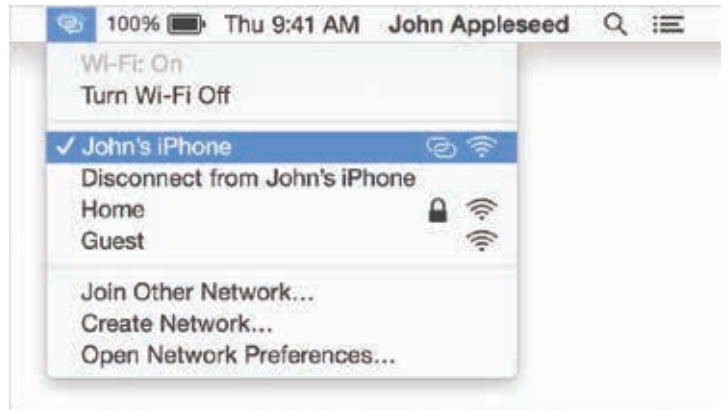 100% Thu 9:41 AM John Appleseed
Wi-Fi: On
Turn Wi-Fi Off
✓ John's iPhone
Disconnect from John's iPhone
Home
Guest
Join Other Network...
Create Network...
Open Network Preferences...